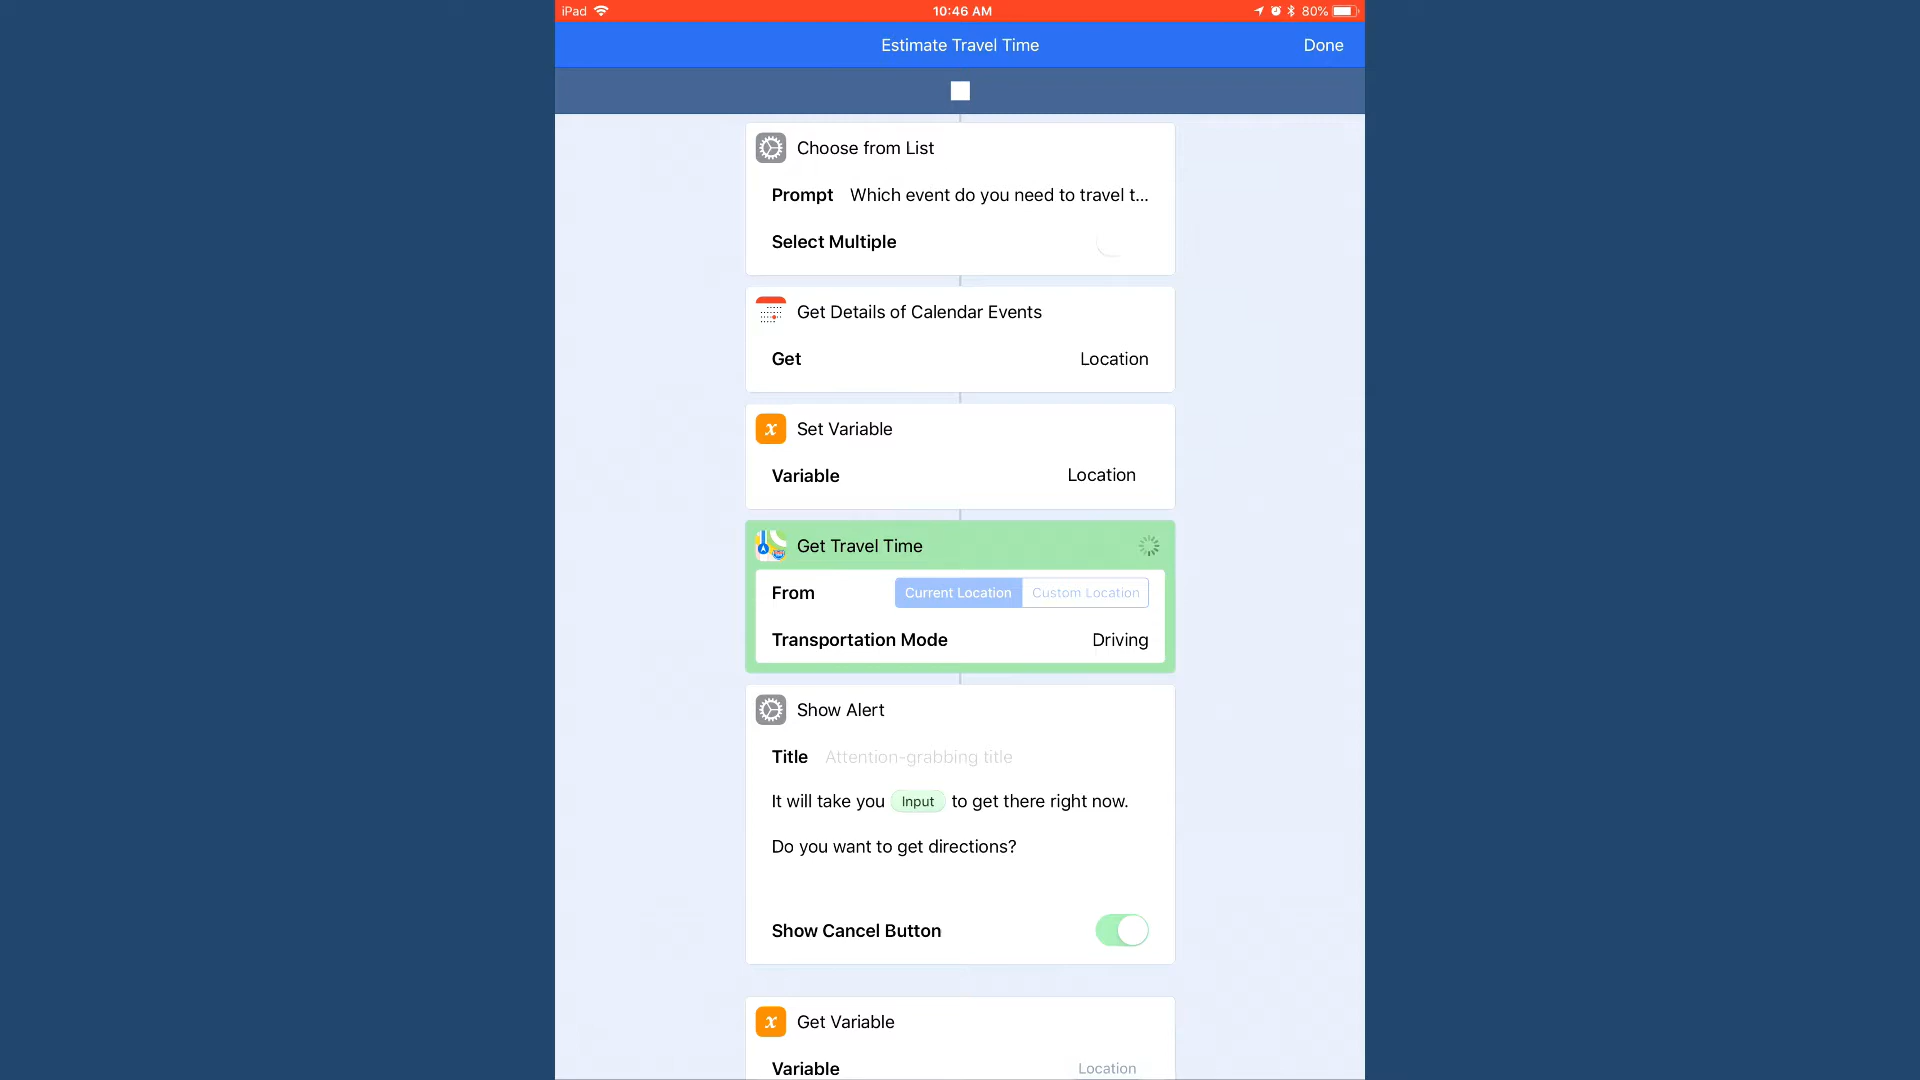 iPad 10:46 AM 80%
Estimate Travel Time Done
Choose from List
Prompt Which event do you need to travel t...
Select Multiple
Get Details of Calendar Events
Get Location
x Set Variable
Variable Location
Get Travel Time
From Current Location Custom Location
Transportation Mode Driving
Show Alert
Title Attention-grabbing title
It will take you Input to get there right now.
Do you want to get directions?
Show Cancel Button
x Get Variable
Variable Location